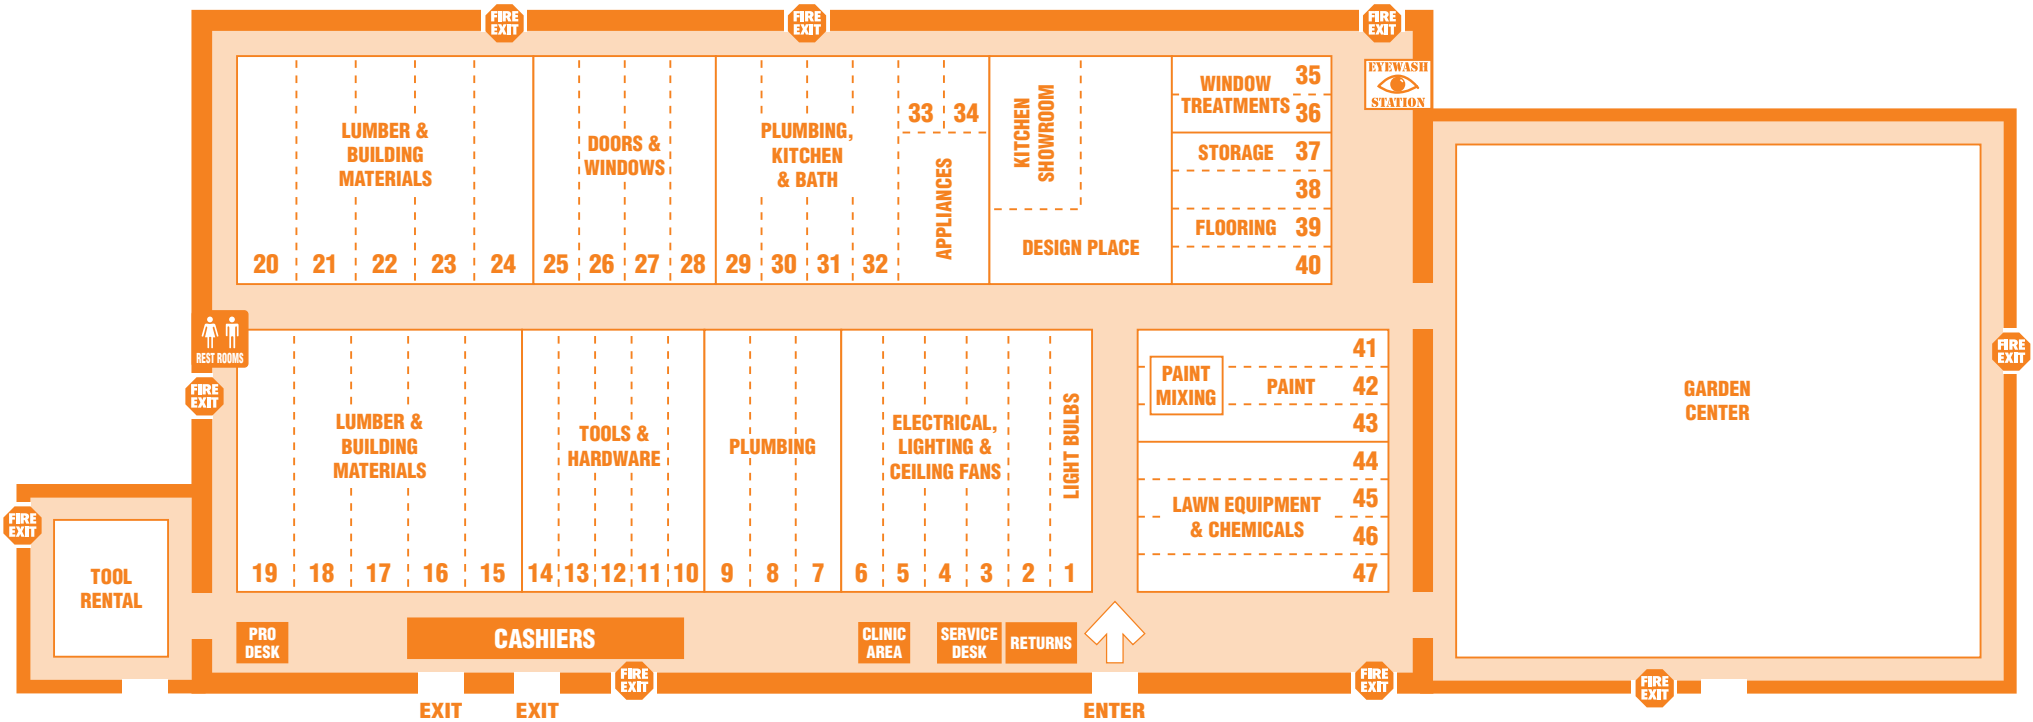 FIRE
EXIT
FIRE
EXIT
FIRE
EXIT
EYEWASH
STATION
LUMBER &
BUILDING
MATERIALS
20 21 22 23 24
DOORS &
WINDOWS
25 26 27 28
PLUMBING,
KITCHEN
& BATH
29 30 31 32
33 34
APPLIANCES
KITCHEN
SHOWROOM
DESIGN PLACE
WINDOW
TREATMENTS
35
36
STORAGE 37
38
FLOORING 39
40
REST ROOMS
FIRE
EXIT
LUMBER &
BUILDING
MATERIALS
19 18 17 16 15
TOOLS &
HARDWARE
14 13 12 11 10
PLUMBING
9 8 7
ELECTRICAL,
LIGHTING &
CEILING FANS
6 5 4 3 2 1
LIGHT BULBS
41
PAINT
MIXING
PAINT 42
43
44
LAWN EQUIPMENT
& CHEMICALS
45
46
47
GARDEN
CENTER
FIRE
EXIT
FIRE
EXIT
TOOL
RENTAL
PRO
DESK
CASHIERS
CLINIC
AREA
SERVICE
DESK
RETURNS
FIRE
EXIT
FIRE
EXIT
FIRE
EXIT
EXIT EXIT ENTER